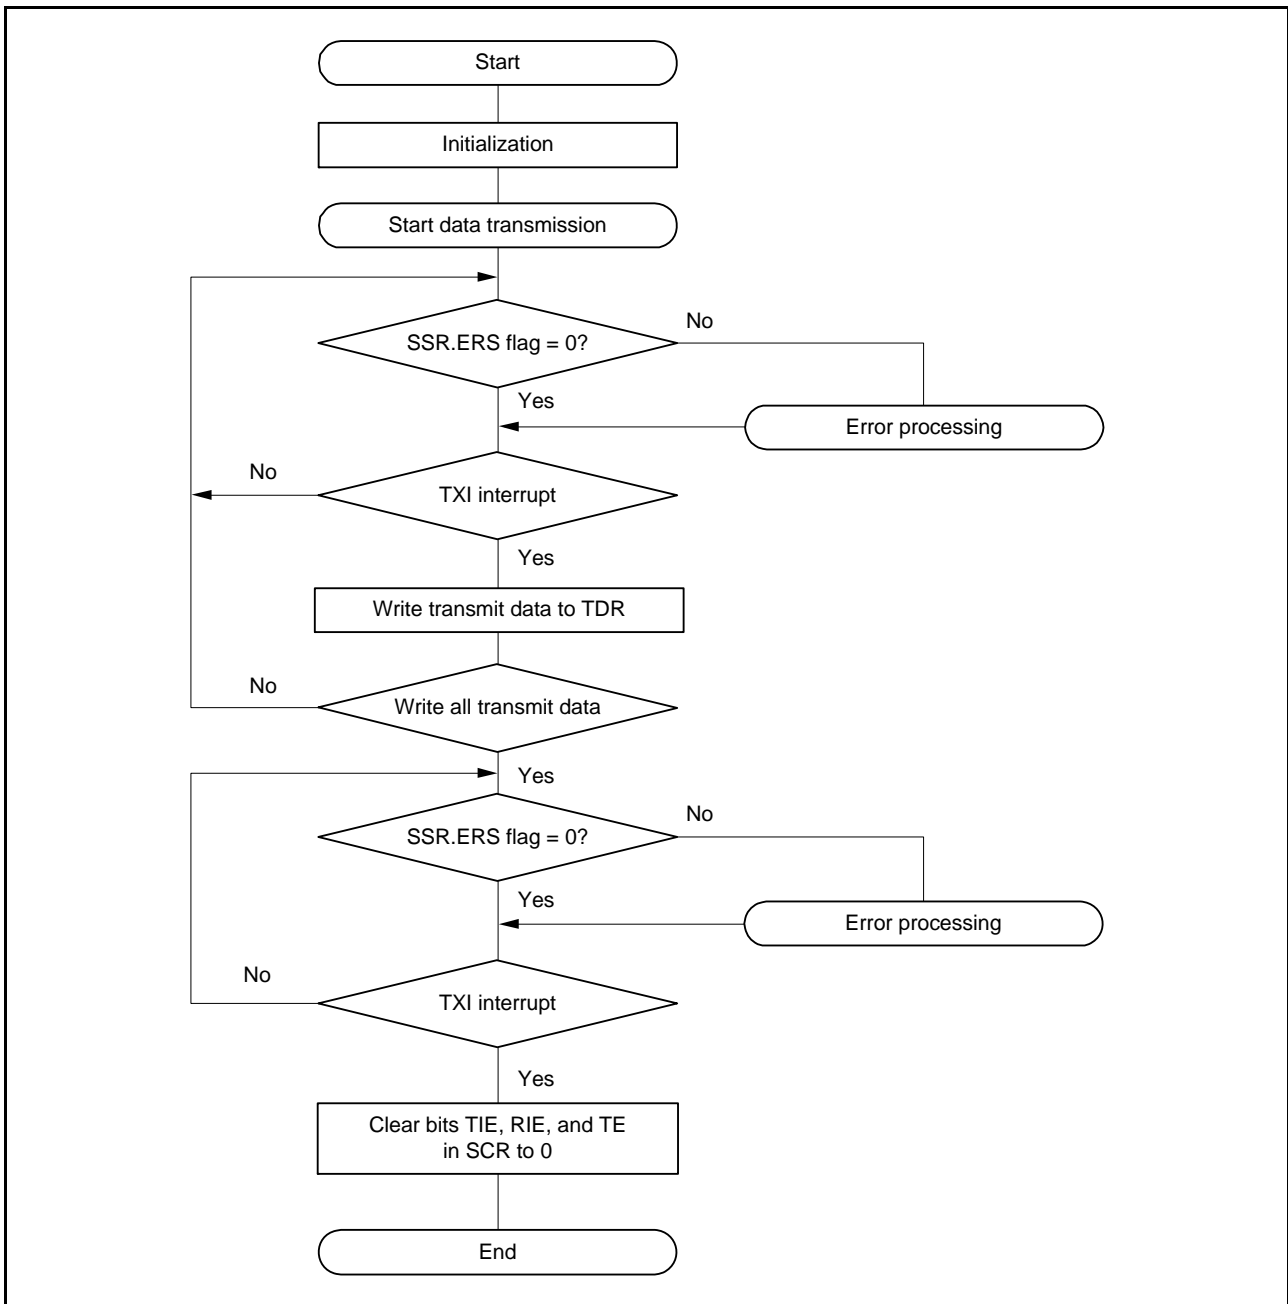 Start
Initialization
Start data transmission
SSR.ERS flag = 0?
No
Yes
Error processing
No
TXI interrupt
Yes
Write transmit data to TDR
No
Write all transmit data
Yes
SSR.ERS flag = 0?
No
Yes
Error processing
No
TXI interrupt
Yes
Clear bits TIE, RIE, and TE
in SCR to 0
End